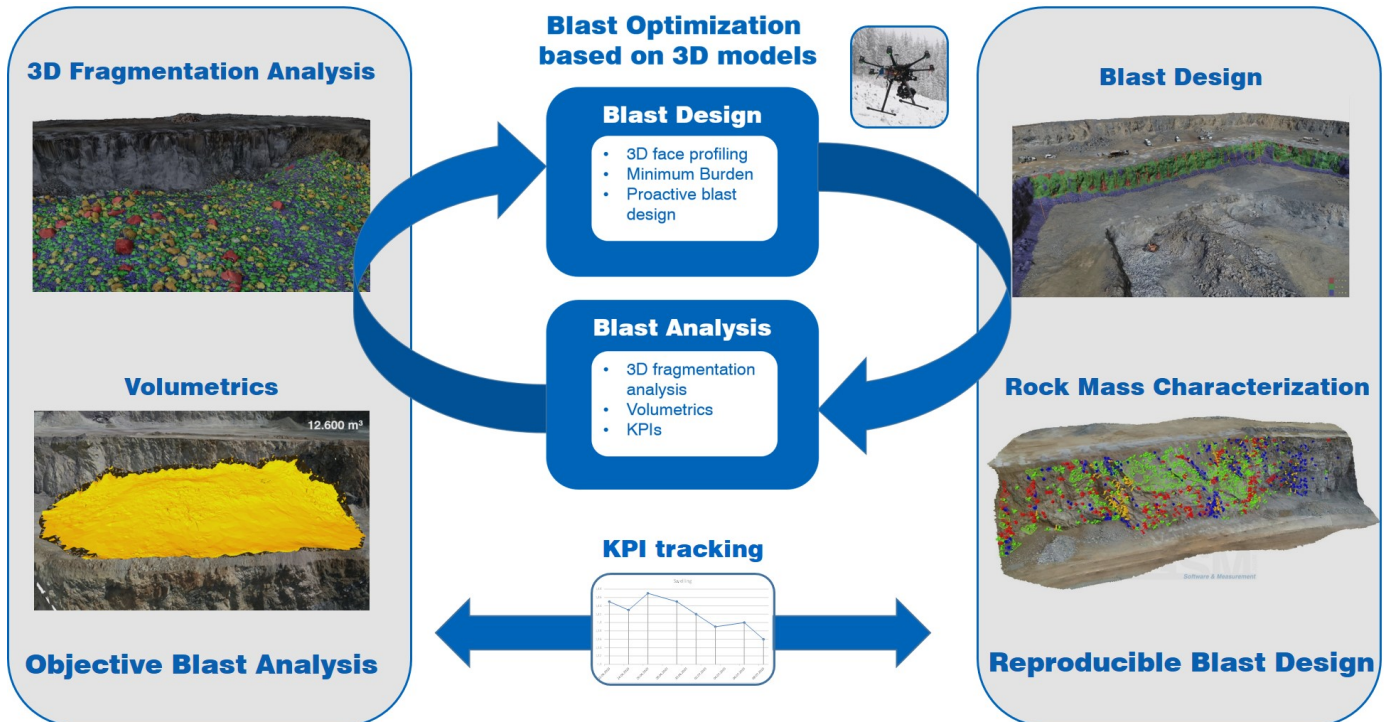 Blast Optimization
based on 3D models
3D Fragmentation Analysis
Volumetrics
12.600 m³
Objective Blast Analysis
Blast Design
• 3D face profiling
• Minimum Burden
• Proactive blast
design
Blast Analysis
• 3D fragmentation
analysis
• Volumetrics
• KPIs
KPI tracking
Blast Design
Rock Mass Characterization
Software & Measurement
Reproducible Blast Design